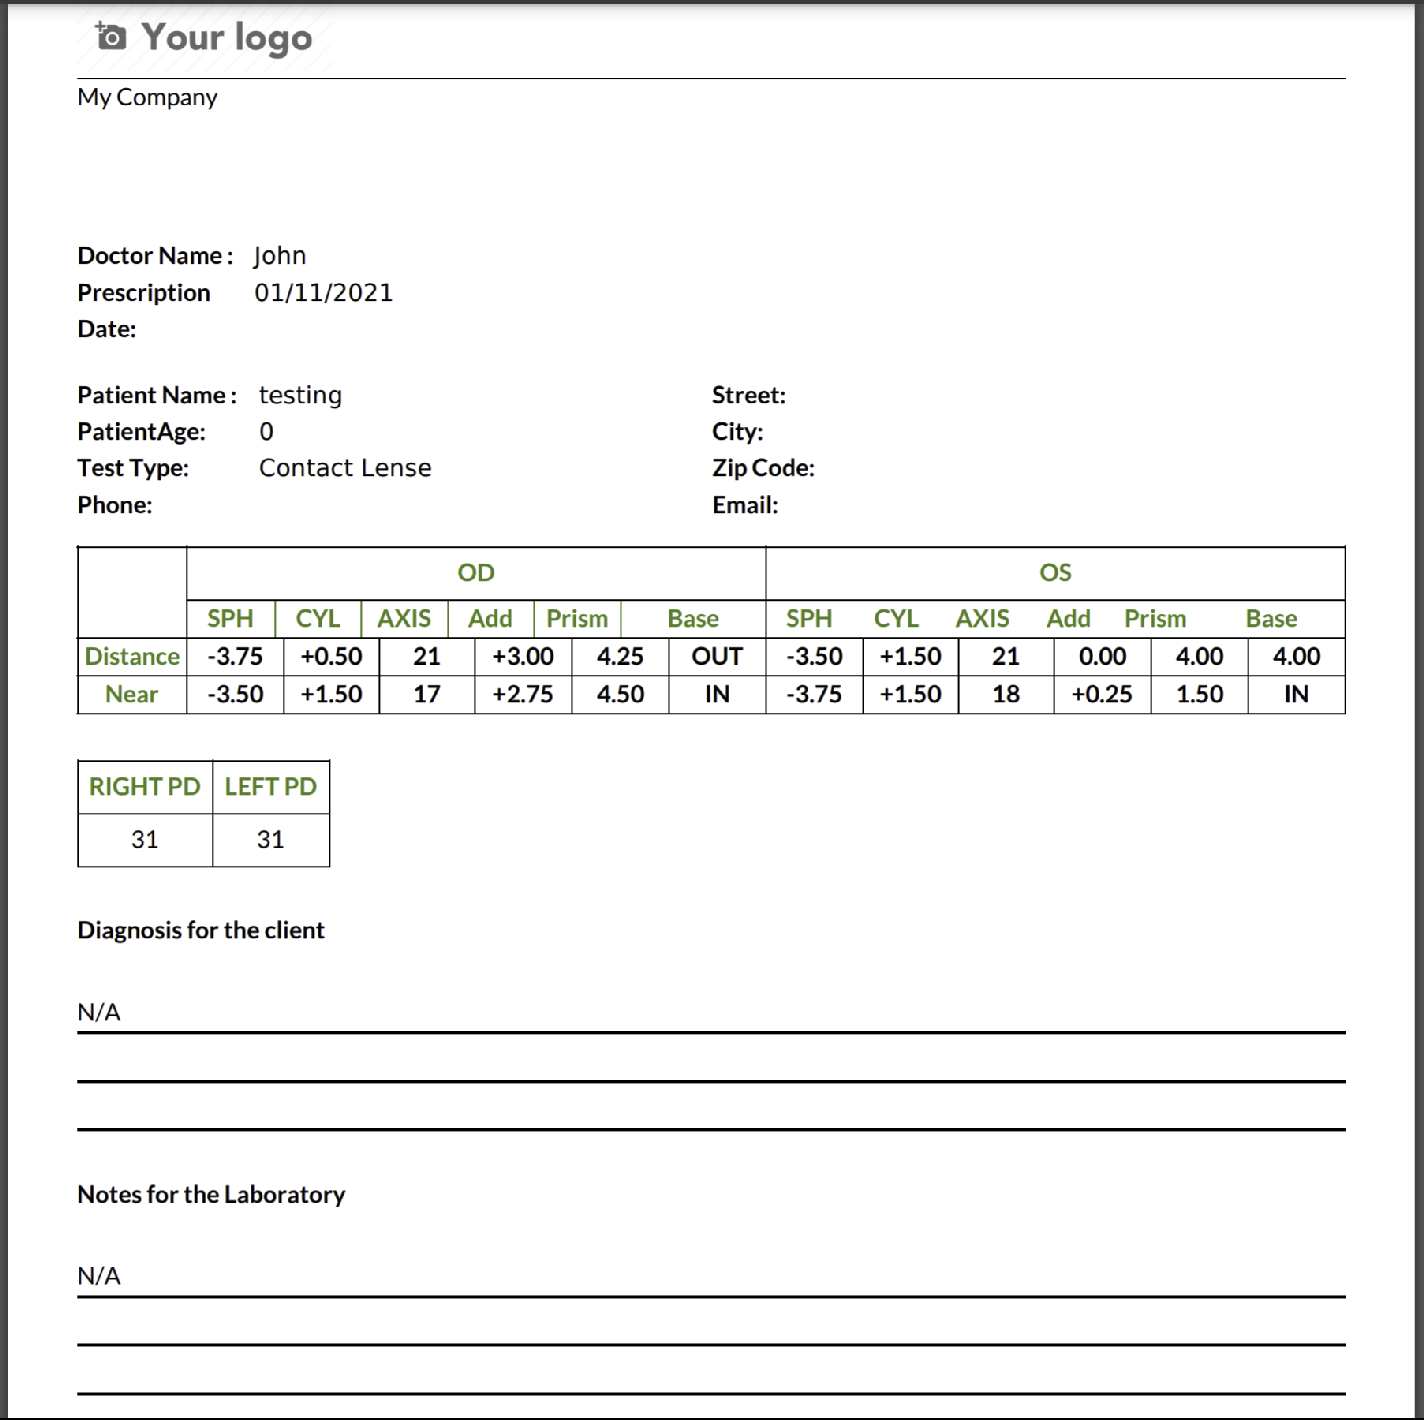 Your logo
My Company
Doctor Name : John
Prescription Date: 01/11/2021
Patient Name : testing
PatientAge: 0
Test Type: Contact Lense
Phone:
Street:
City:
Zip Code:
Email:
OD OS
SPH CYL AXIS Add Prism Base SPH CYL AXIS Add Prism Base
Distance -3.75 +0.50 21 +3.00 4.25 OUT -3.50 +1.50 21 0.00 4.00 4.00
Near -3.50 +1.50 17 +2.75 4.50 IN -3.75 +1.50 18 +0.25 1.50 IN
RIGHT PD LEFT PD
31 31
Diagnosis for the client
N/A
Notes for the Laboratory
N/A